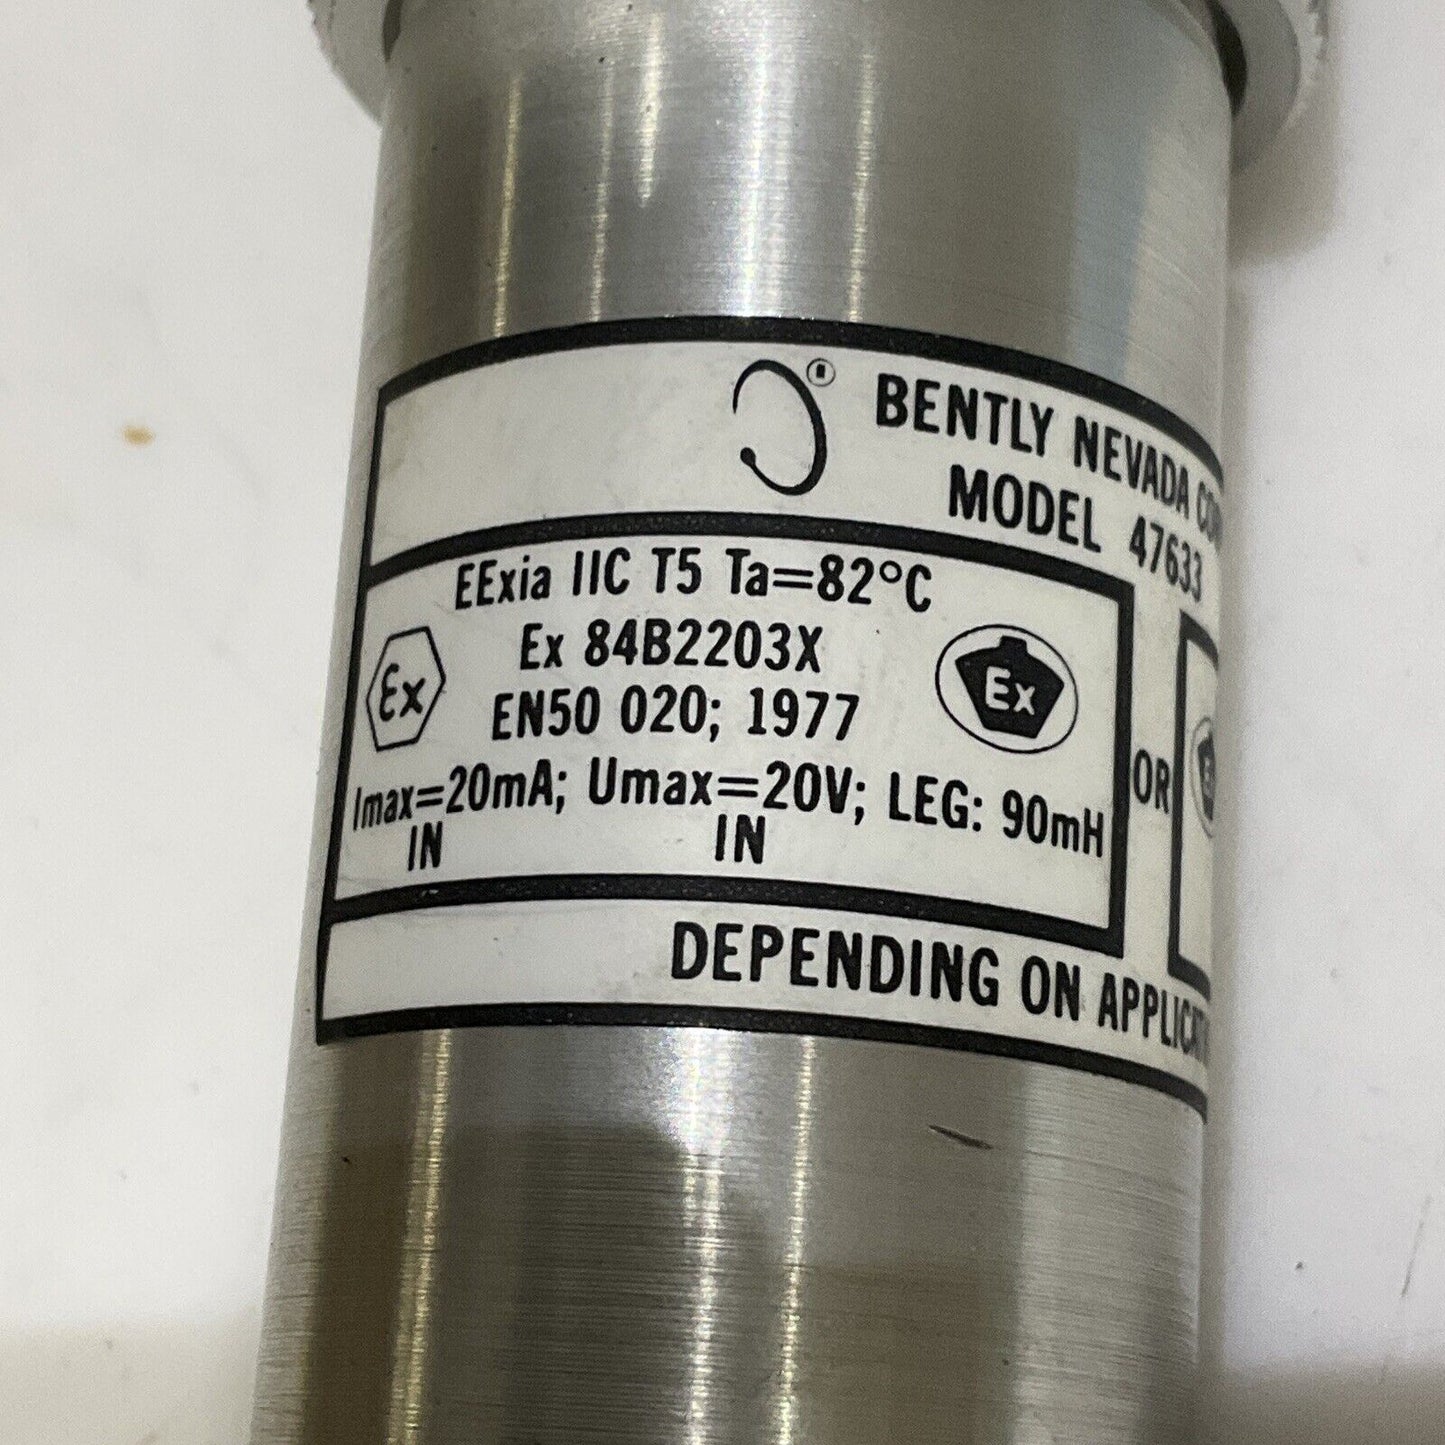 ® BENTLY NEVADA
MODEL 47633
EExia IIC T5 Ta=82°C
Ex 84B2203X
EN50 020; 1977
Imax=20mA; Umax=20V; LEG: 90mH
IN IN
Ex
Ex
OR
DEPENDING ON